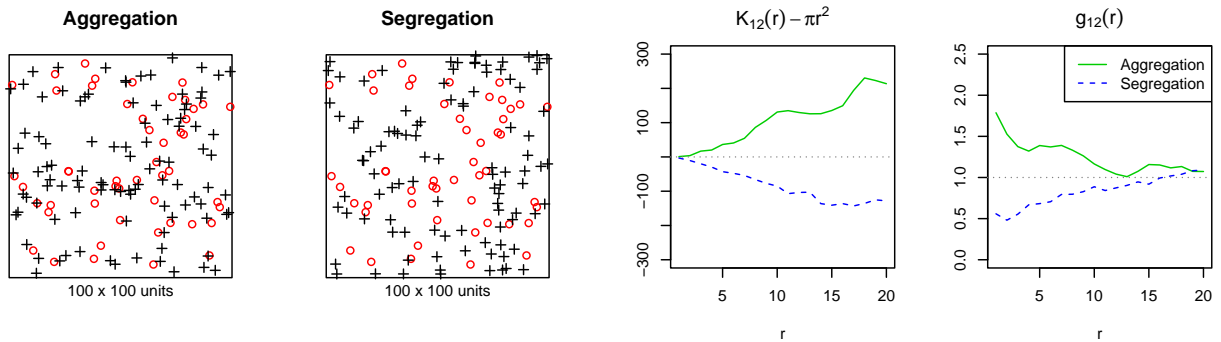 Aggregation
100 x 100 units
Segregation
100 x 100 units
K₁₂(r) − πr²
300
100
−100
−300
5
10
15
20
r
g₁₂(r)
Aggregation
Segregation
2.5
2.0
1.5
1.0
0.5
0.0
5
10
15
20
r